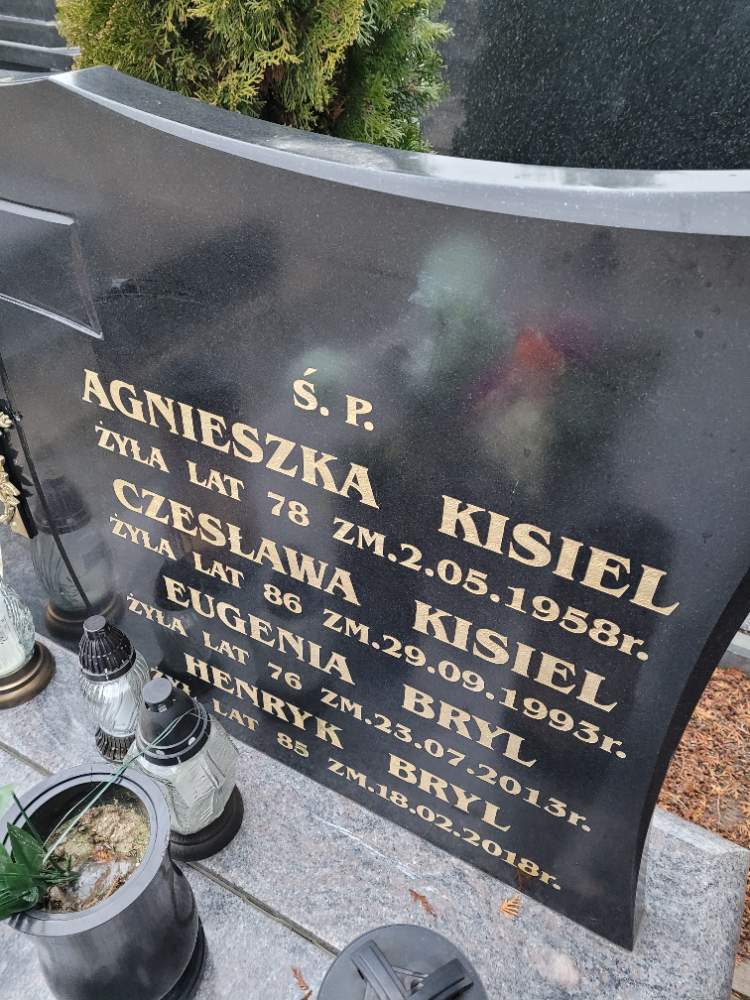 Ś. P.
AGNIESZKA KISIEL
ŻYŁA LAT 78 ZM.2.05.1958r.
CZESŁAWA KISIEL
ŻYŁA LAT 86 ZM.29.09.1993r.
EUGENIA BRYL
ŻYŁA LAT 76 ZM.23.07.2013r.
HENRYK BRYL
ŻYŁ LAT 85 ZM.18.02.2018r.